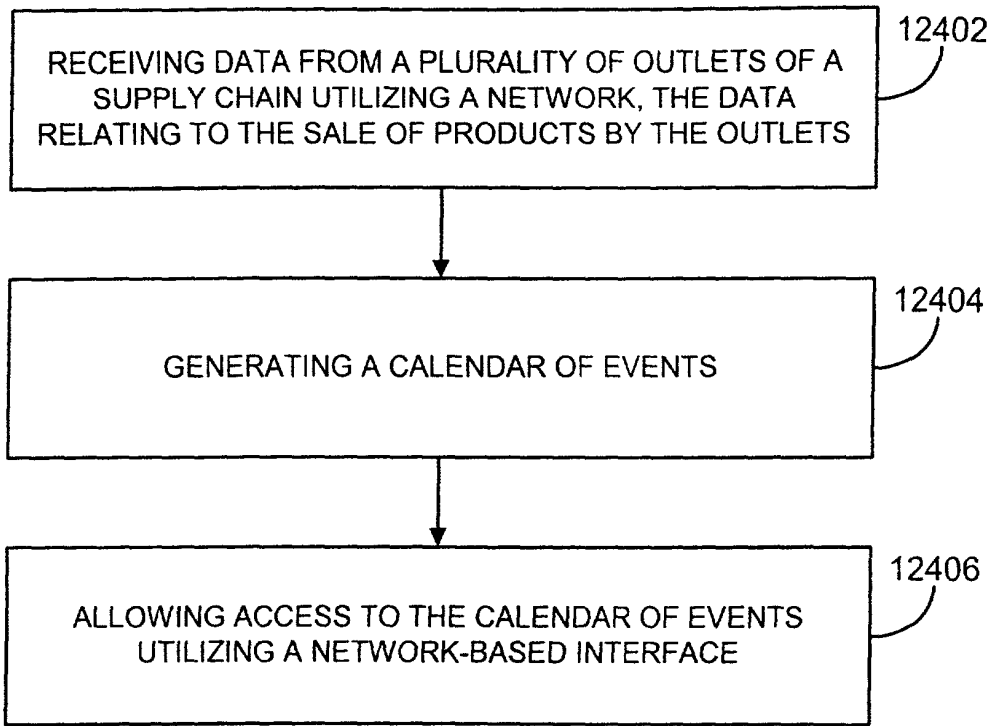 12402
RECEIVING DATA FROM A PLURALITY OF OUTLETS OF A
SUPPLY CHAIN UTILIZING A NETWORK, THE DATA
RELATING TO THE SALE OF PRODUCTS BY THE OUTLETS
12404
GENERATING A CALENDAR OF EVENTS
12406
ALLOWING ACCESS TO THE CALENDAR OF EVENTS
UTILIZING A NETWORK-BASED INTERFACE